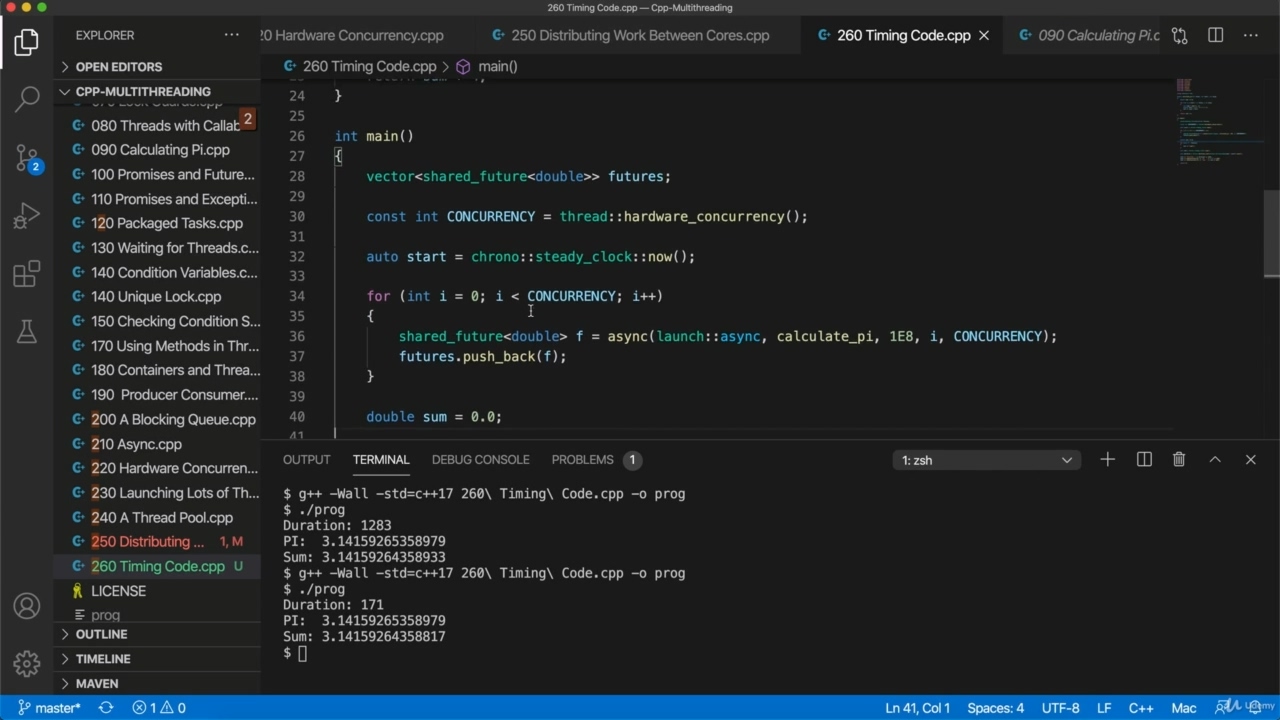 260 Timing Code.cpp — Cpp-Multithreading
EXPLORER
20 Hardware Concurrency.cpp
250 Distributing Work Between Cores.cpp
260 Timing Code.cpp
090 Calculating Pi.c
OPEN EDITORS
260 Timing Code.cpp > main()
CPP-MULTITHREADING
2
080 Threads with Callab
090 Calculating Pi.cpp
100 Promises and Future...
110 Promises and Excepti...
120 Packaged Tasks.cpp
130 Waiting for Threads.c...
140 Condition Variables.c...
140 Unique Lock.cpp
150 Checking Condition S...
170 Using Methods in Thr...
180 Containers and Threa...
190 Producer Consumer....
200 A Blocking Queue.cpp
210 Async.cpp
220 Hardware Concurren...
230 Launching Lots of Th...
240 A Thread Pool.cpp
250 Distributing ... 1, M
260 Timing Code.cpp U
LICENSE
prog
OUTLINE
TIMELINE
MAVEN
2
24 }
25
26 int main()
27 {
28 vector<shared_future<double>> futures;
29
30 const int CONCURRENCY = thread::hardware_concurrency();
31
32 auto start = chrono::steady_clock::now();
33
34 for (int i = 0; i < CONCURRENCY; i++)
35 {
36 shared_future<double> f = async(launch::async, calculate_pi, 1E8, i, CONCURRENCY);
37 futures.push_back(f);
38 }
39
40 double sum = 0.0;
41
OUTPUT TERMINAL DEBUG CONSOLE PROBLEMS 1
1: zsh
$ g++ -Wall -std=c++17 260\ Timing\ Code.cpp -o prog
$ ./prog
Duration: 1283
PI: 3.14159265358979
Sum: 3.14159264358933
$ g++ -Wall -std=c++17 260\ Timing\ Code.cpp -o prog
$ ./prog
Duration: 171
PI: 3.14159265358979
Sum: 3.14159264358817
$
master* 1 0
Ln 41, Col 1 Spaces: 4 UTF-8 LF C++ Mac
Udemy